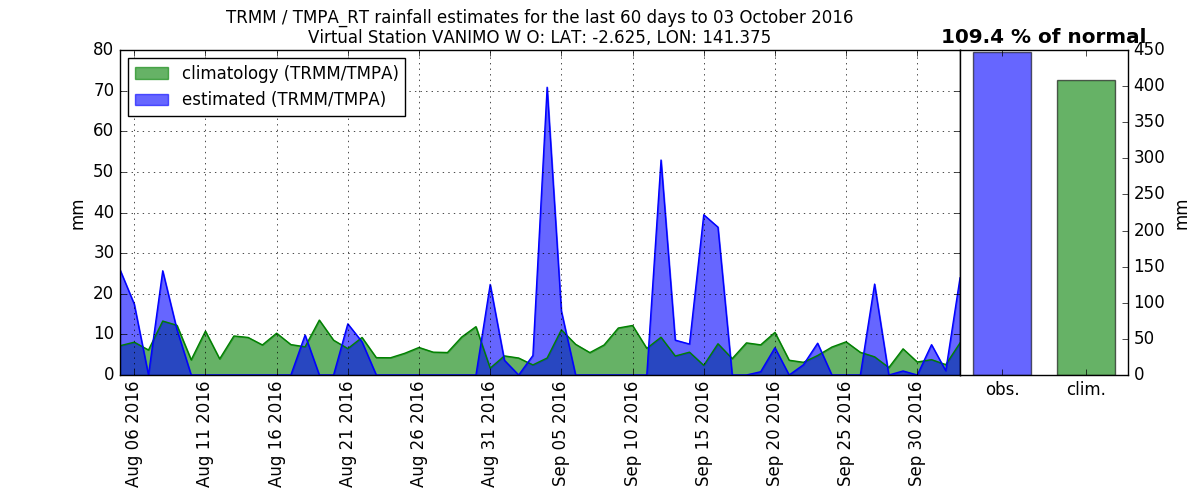 TRMM / TMPA_RT rainfall estimates for the last 60 days to 03 October 2016
Virtual Station VANIMO W O: LAT: -2.625, LON: 141.375
109.4 % of normal
climatology (TRMM/TMPA)
estimated (TRMM/TMPA)
mm
80
70
60
50
40
30
20
10
0
Aug 06 2016
Aug 11 2016
Aug 16 2016
Aug 21 2016
Aug 26 2016
Aug 31 2016
Sep 05 2016
Sep 10 2016
Sep 15 2016
Sep 20 2016
Sep 25 2016
Sep 30 2016
obs.
clim.
450
400
350
300
250
200
150
100
50
0
mm